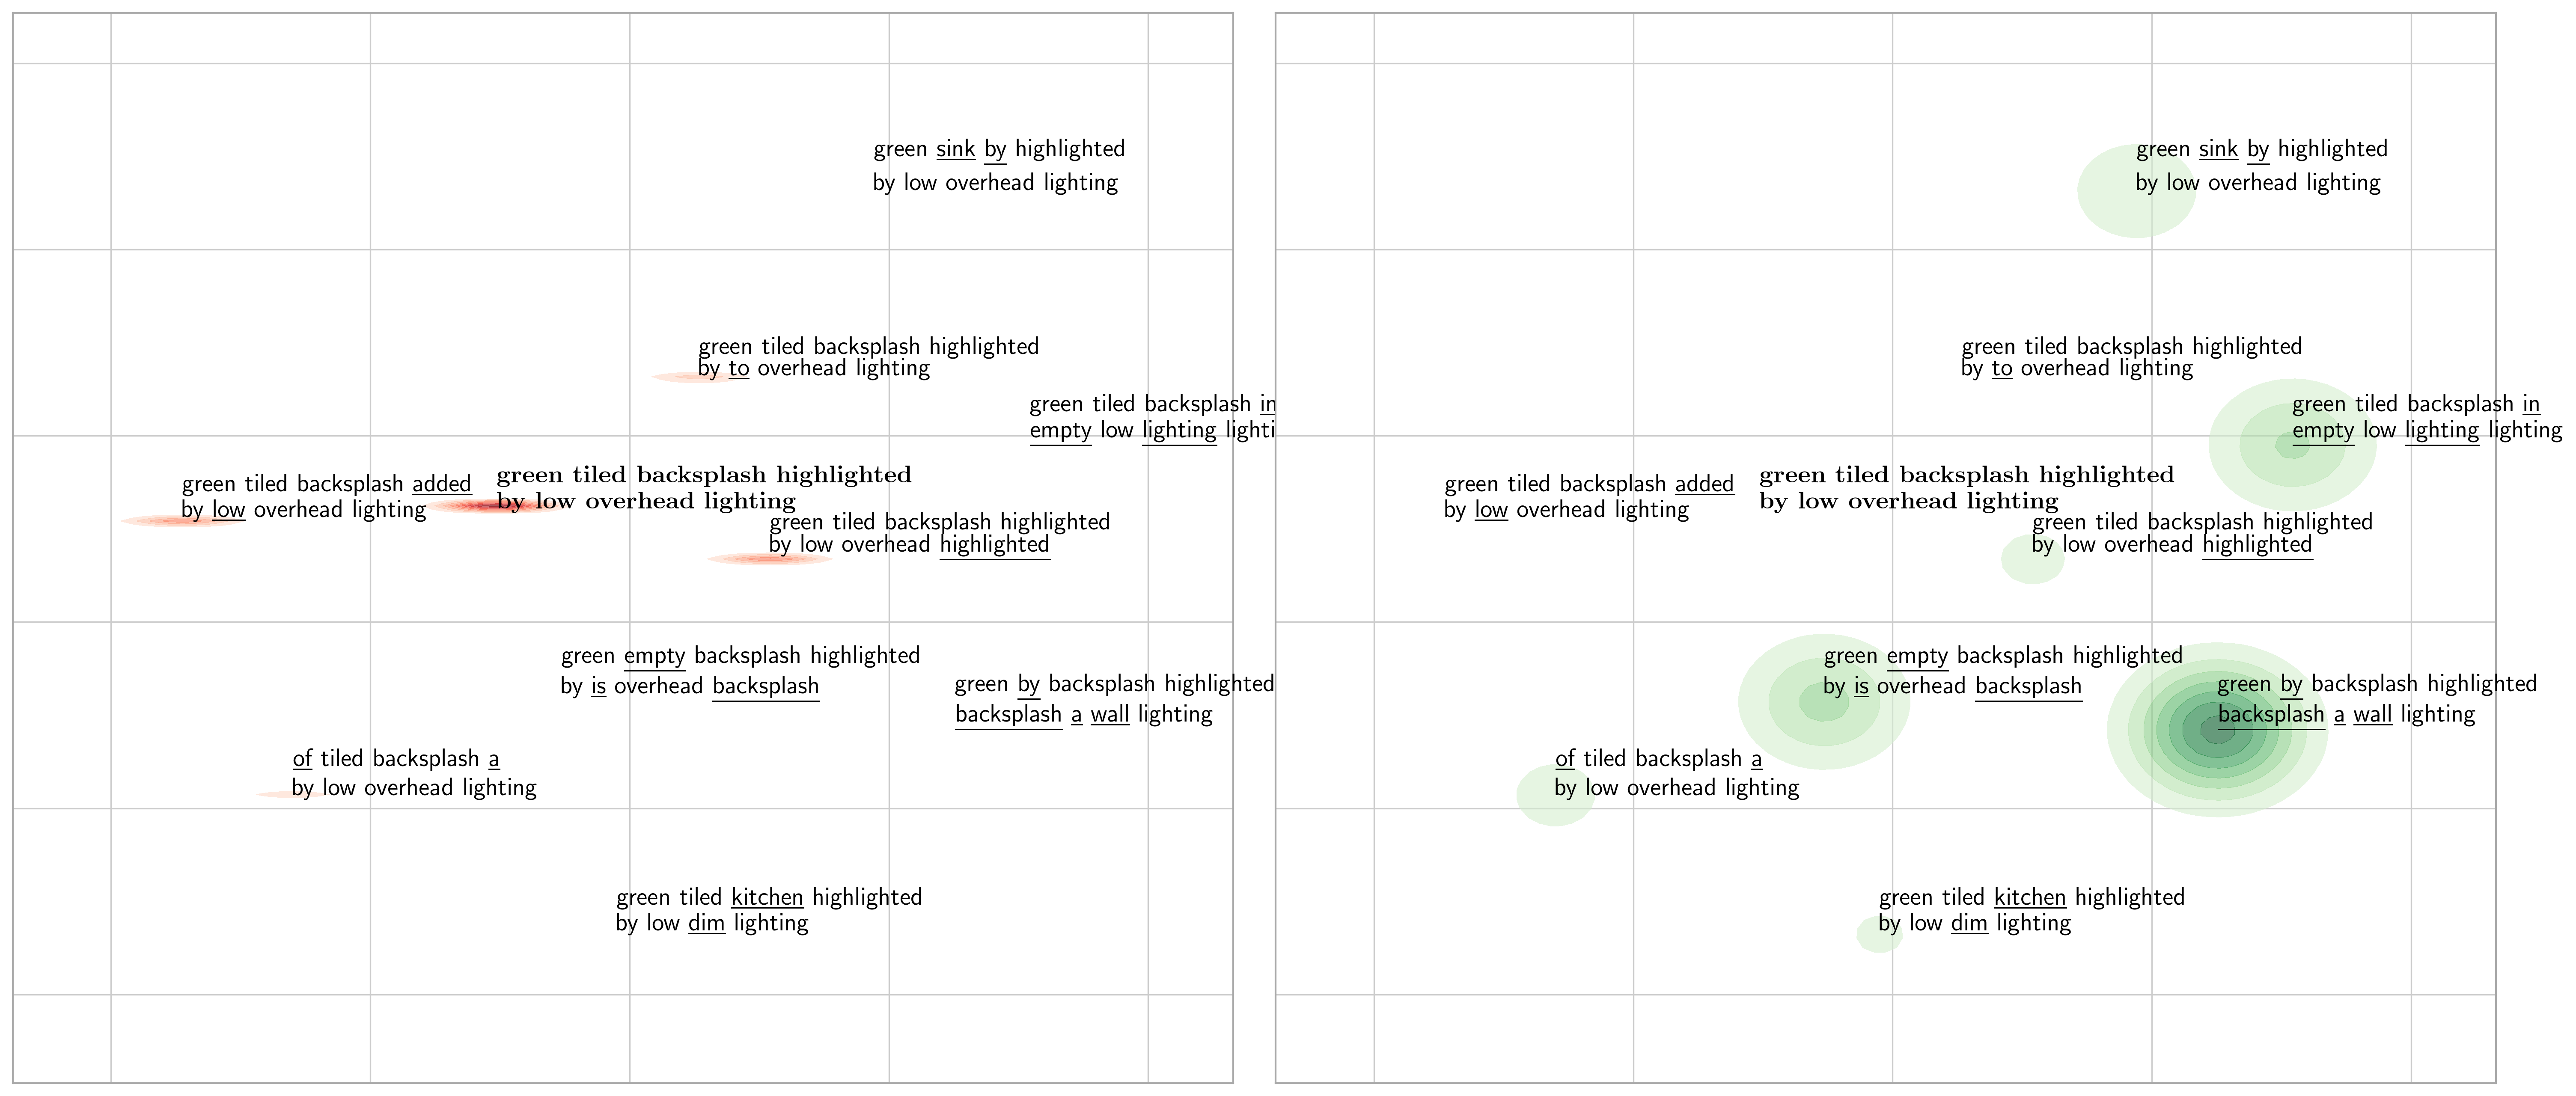 green sink by highlighted
by low overhead lighting
green tiled backsplash highlighted
by to overhead lighting
green tiled backsplash in
empty low lighting lighti
green tiled backsplash added
by low overhead lighting
green tiled backsplash highlighted
by low overhead lighting
green tiled backsplash highlighted
by low overhead highlighted
green empty backsplash highlighted
by is overhead backsplash
green by backsplash highlighted
backsplash a wall lighting
of tiled backsplash a
by low overhead lighting
green tiled kitchen highlighted
by low dim lighting
green sink by highlighted
by low overhead lighting
green tiled backsplash highlighted
by to overhead lighting
green tiled backsplash in
empty low lighting lighting
green tiled backsplash added
by low overhead lighting
green tiled backsplash highlighted
by low overhead lighting
green tiled backsplash highlighted
by low overhead highlighted
green empty backsplash highlighted
by is overhead backsplash
green by backsplash highlighted
backsplash a wall lighting
of tiled backsplash a
by low overhead lighting
green tiled kitchen highlighted
by low dim lighting